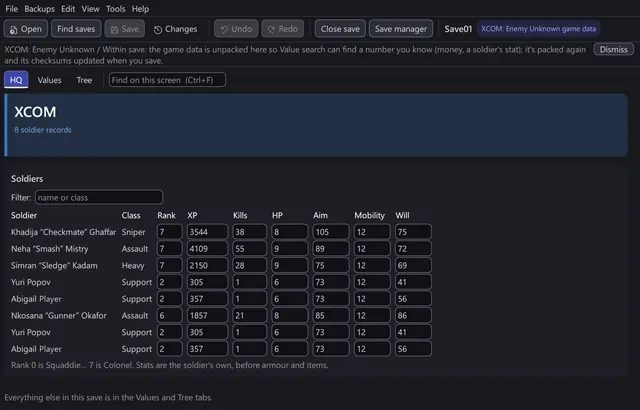 File Backups Edit View Tools Help
Open Find saves Save Changes Undo Redo Close save Save manager Save01 XCOM: Enemy Unknown game data
XCOM: Enemy Unknown / Within save: the game data is unpacked here so Value search can find a number you know (money, a soldier's stat); it's packed again Dismiss
and its checksums updated when you save.
HQ Values Tree Find on this screen (Ctrl+F)
XCOM
8 soldier records
Soldiers
Filter: name or class
Soldier Class Rank XP Kills HP Aim Mobility Will
Khadija "Checkmate" Ghaffar Sniper 7 3544 38 8 105 12 75
Neha "Smash" Mistry Assault 7 4109 55 9 89 12 72
Simran "Sledge" Kadam Heavy 7 2150 28 9 75 12 69
Yuri Popov Support 2 305 1 6 73 12 41
Abigail Player Support 2 357 1 6 73 12 56
Nkosana "Gunner" Okafor Assault 6 1857 21 8 85 12 86
Yuri Popov Support 2 305 1 6 73 12 41
Abigail Player Support 2 357 1 6 73 12 56
Rank 0 is Squaddie... 7 is Colonel. Stats are the soldier's own, before armour and items.
Everything else in this save is in the Values and Tree tabs.